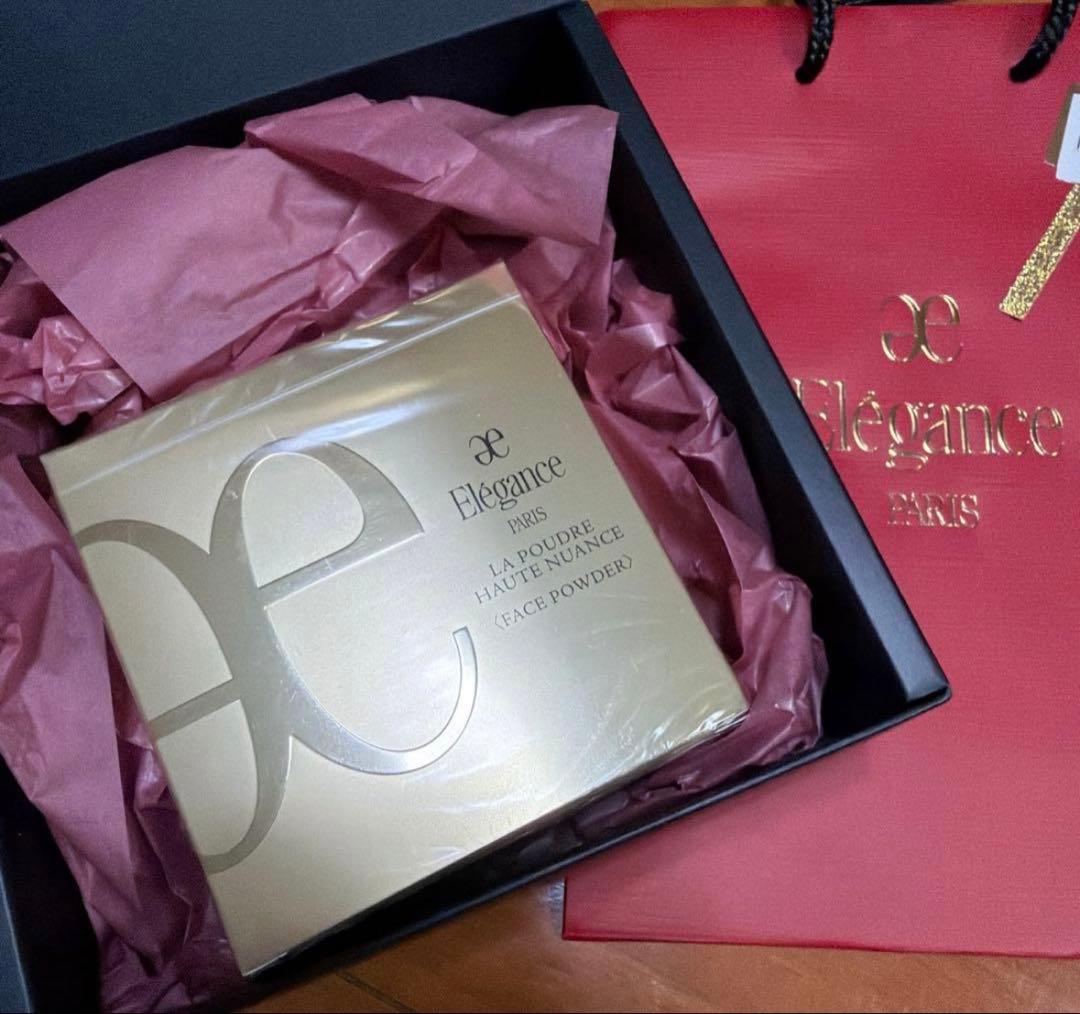 Elégance
PARIS
LA POUDRE
HAUTE NUANCE
〈FACE POWDER〉
Elégance
PARIS